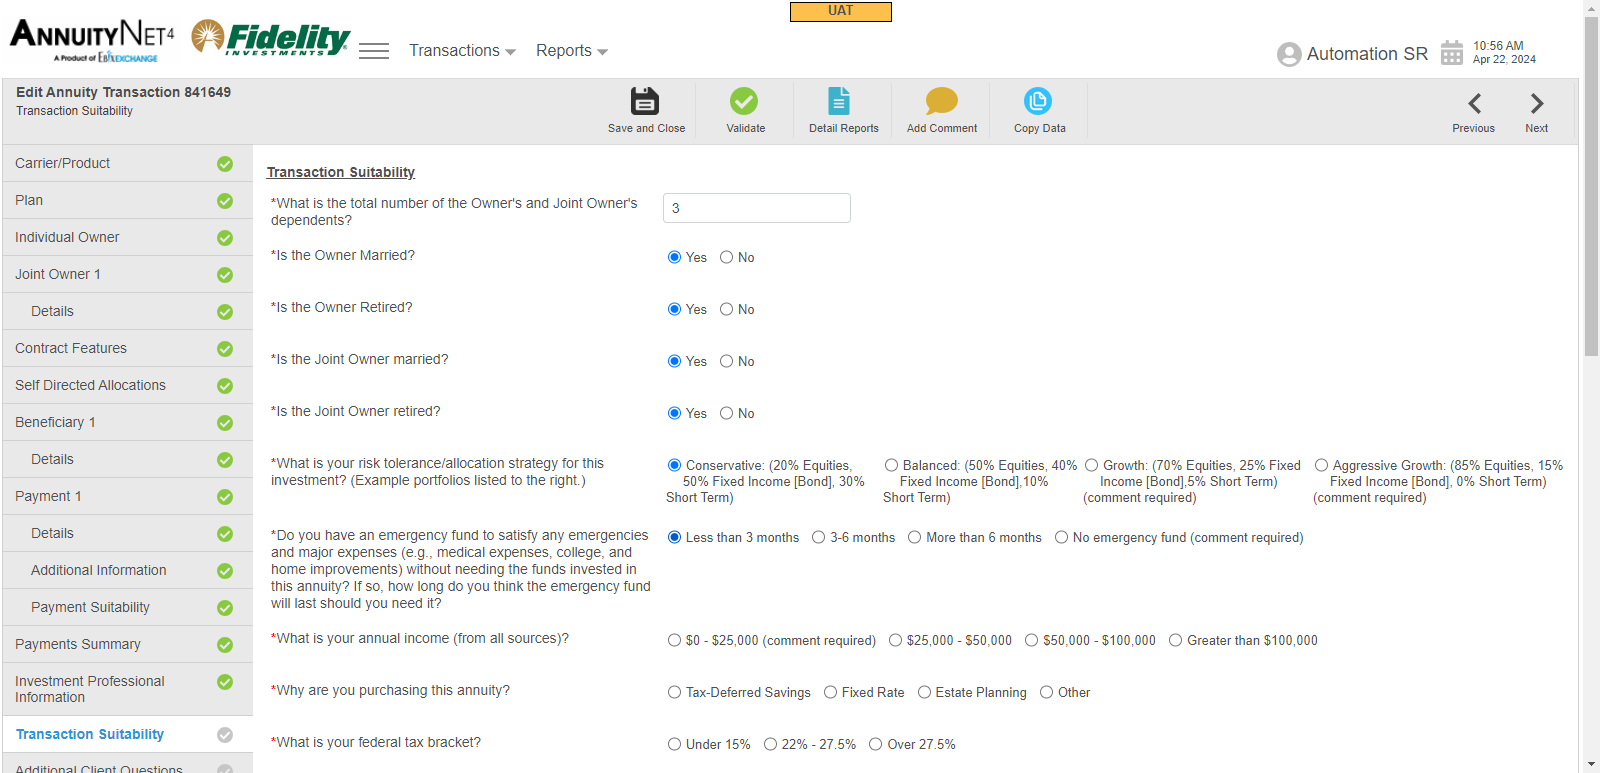 UAT
ANNUITYNET4
A Product of EbixEXCHANGE
Fidelity
INVESTMENTS
Transactions
Reports
Automation SR
10:56 AM
Apr 22, 2024
Edit Annuity Transaction 841649
Transaction Suitability
Save and Close
Validate
Detail Reports
Add Comment
Copy Data
Previous
Next
Carrier/Product
Plan
Individual Owner
Joint Owner 1
Details
Contract Features
Self Directed Allocations
Beneficiary 1
Details
Payment 1
Details
Additional Information
Payment Suitability
Payments Summary
Investment Professional
Information
Transaction Suitability
Additional Client Questions
Transaction Suitability
*What is the total number of the Owner's and Joint Owner's
dependents?
3
*Is the Owner Married?
Yes No
*Is the Owner Retired?
Yes No
*Is the Joint Owner married?
Yes No
*Is the Joint Owner retired?
Yes No
*What is your risk tolerance/allocation strategy for this
investment? (Example portfolios listed to the right.)
Conservative: (20% Equities,
50% Fixed Income [Bond], 30%
Short Term)
Balanced: (50% Equities, 40%
Fixed Income [Bond],10%
Short Term)
Growth: (70% Equities, 25% Fixed
Income [Bond],5% Short Term)
(comment required)
Aggressive Growth: (85% Equities, 15%
Fixed Income [Bond], 0% Short Term)
(comment required)
*Do you have an emergency fund to satisfy any emergencies
and major expenses (e.g., medical expenses, college, and
home improvements) without needing the funds invested in
this annuity? If so, how long do you think the emergency fund
will last should you need it?
Less than 3 months 3-6 months More than 6 months No emergency fund (comment required)
*What is your annual income (from all sources)?
$0 - $25,000 (comment required) $25,000 - $50,000 $50,000 - $100,000 Greater than $100,000
*Why are you purchasing this annuity?
Tax-Deferred Savings Fixed Rate Estate Planning Other
*What is your federal tax bracket?
Under 15% 22% - 27.5% Over 27.5%